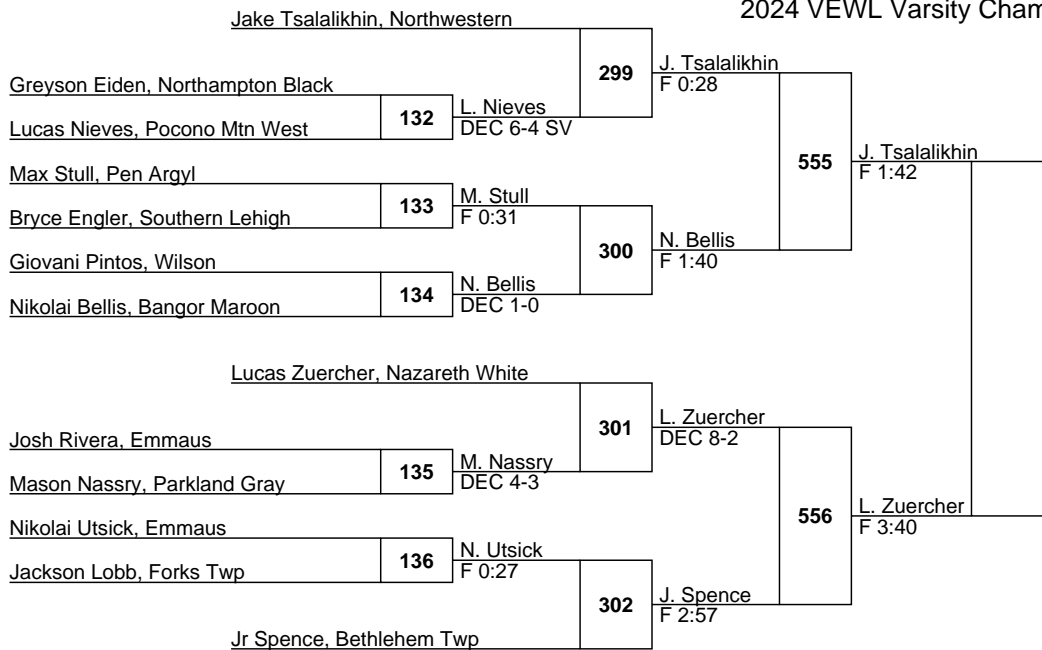 2024 VEWL Varsity Cham
Jake Tsalalikhin, Northwestern
299
J. Tsalalikhin
F 0:28
Greyson Eiden, Northampton Black
132
L. Nieves
DEC 6-4 SV
Lucas Nieves, Pocono Mtn West
555
J. Tsalalikhin
F 1:42
Max Stull, Pen Argyl
133
M. Stull
F 0:31
Bryce Engler, Southern Lehigh
300
N. Bellis
F 1:40
Giovani Pintos, Wilson
134
N. Bellis
DEC 1-0
Nikolai Bellis, Bangor Maroon
Lucas Zuercher, Nazareth White
301
L. Zuercher
DEC 8-2
Josh Rivera, Emmaus
135
M. Nassry
DEC 4-3
Mason Nassry, Parkland Gray
556
L. Zuercher
F 3:40
Nikolai Utsick, Emmaus
136
N. Utsick
F 0:27
Jackson Lobb, Forks Twp
302
J. Spence
F 2:57
Jr Spence, Bethlehem Twp